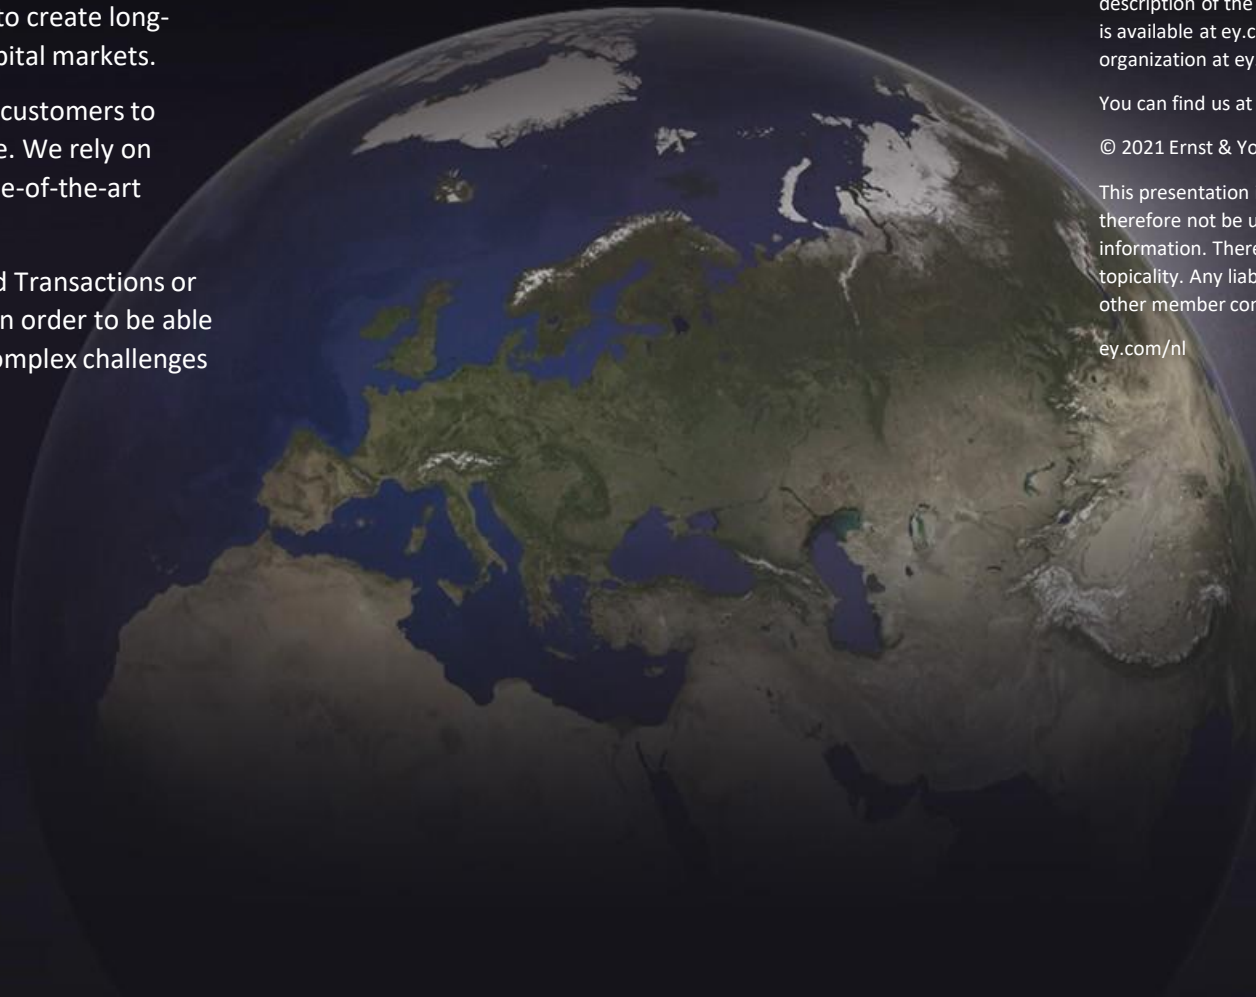 to create long-
pital markets.
customers to
e. We rely on
e-of-the-art
d Transactions or
n order to be able
omplex challenges
description of the
is available at ey.c
organization at ey
You can find us at
© 2021 Ernst & Yo
This presentation
therefore not be u
information. There
topicality. Any liab
other member con
ey.com/nl